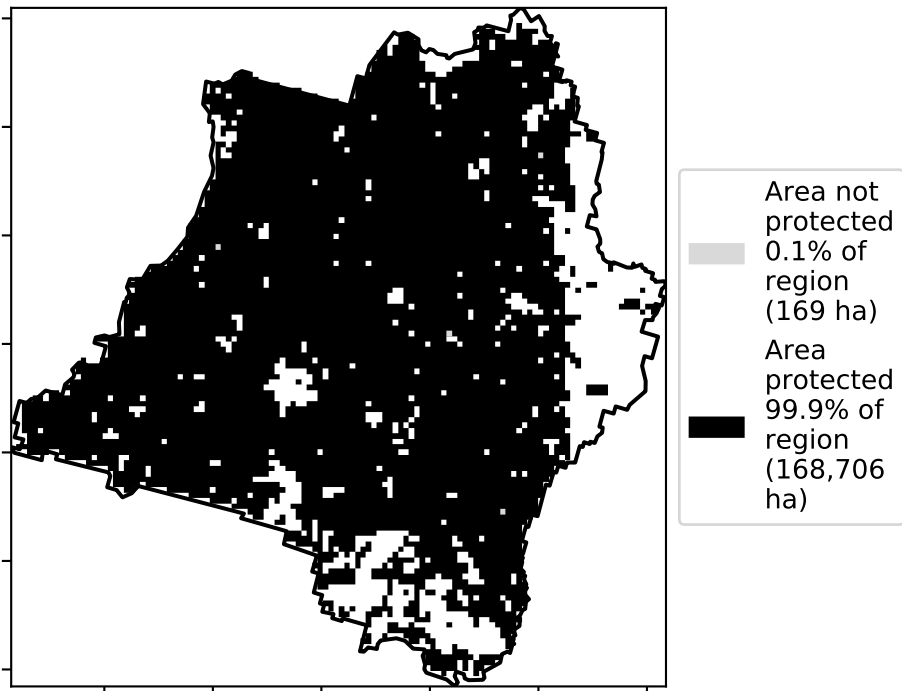 Area not
protected
0.1% of
region
(169 ha)
Area
protected
99.9% of
region
(168,706
ha)